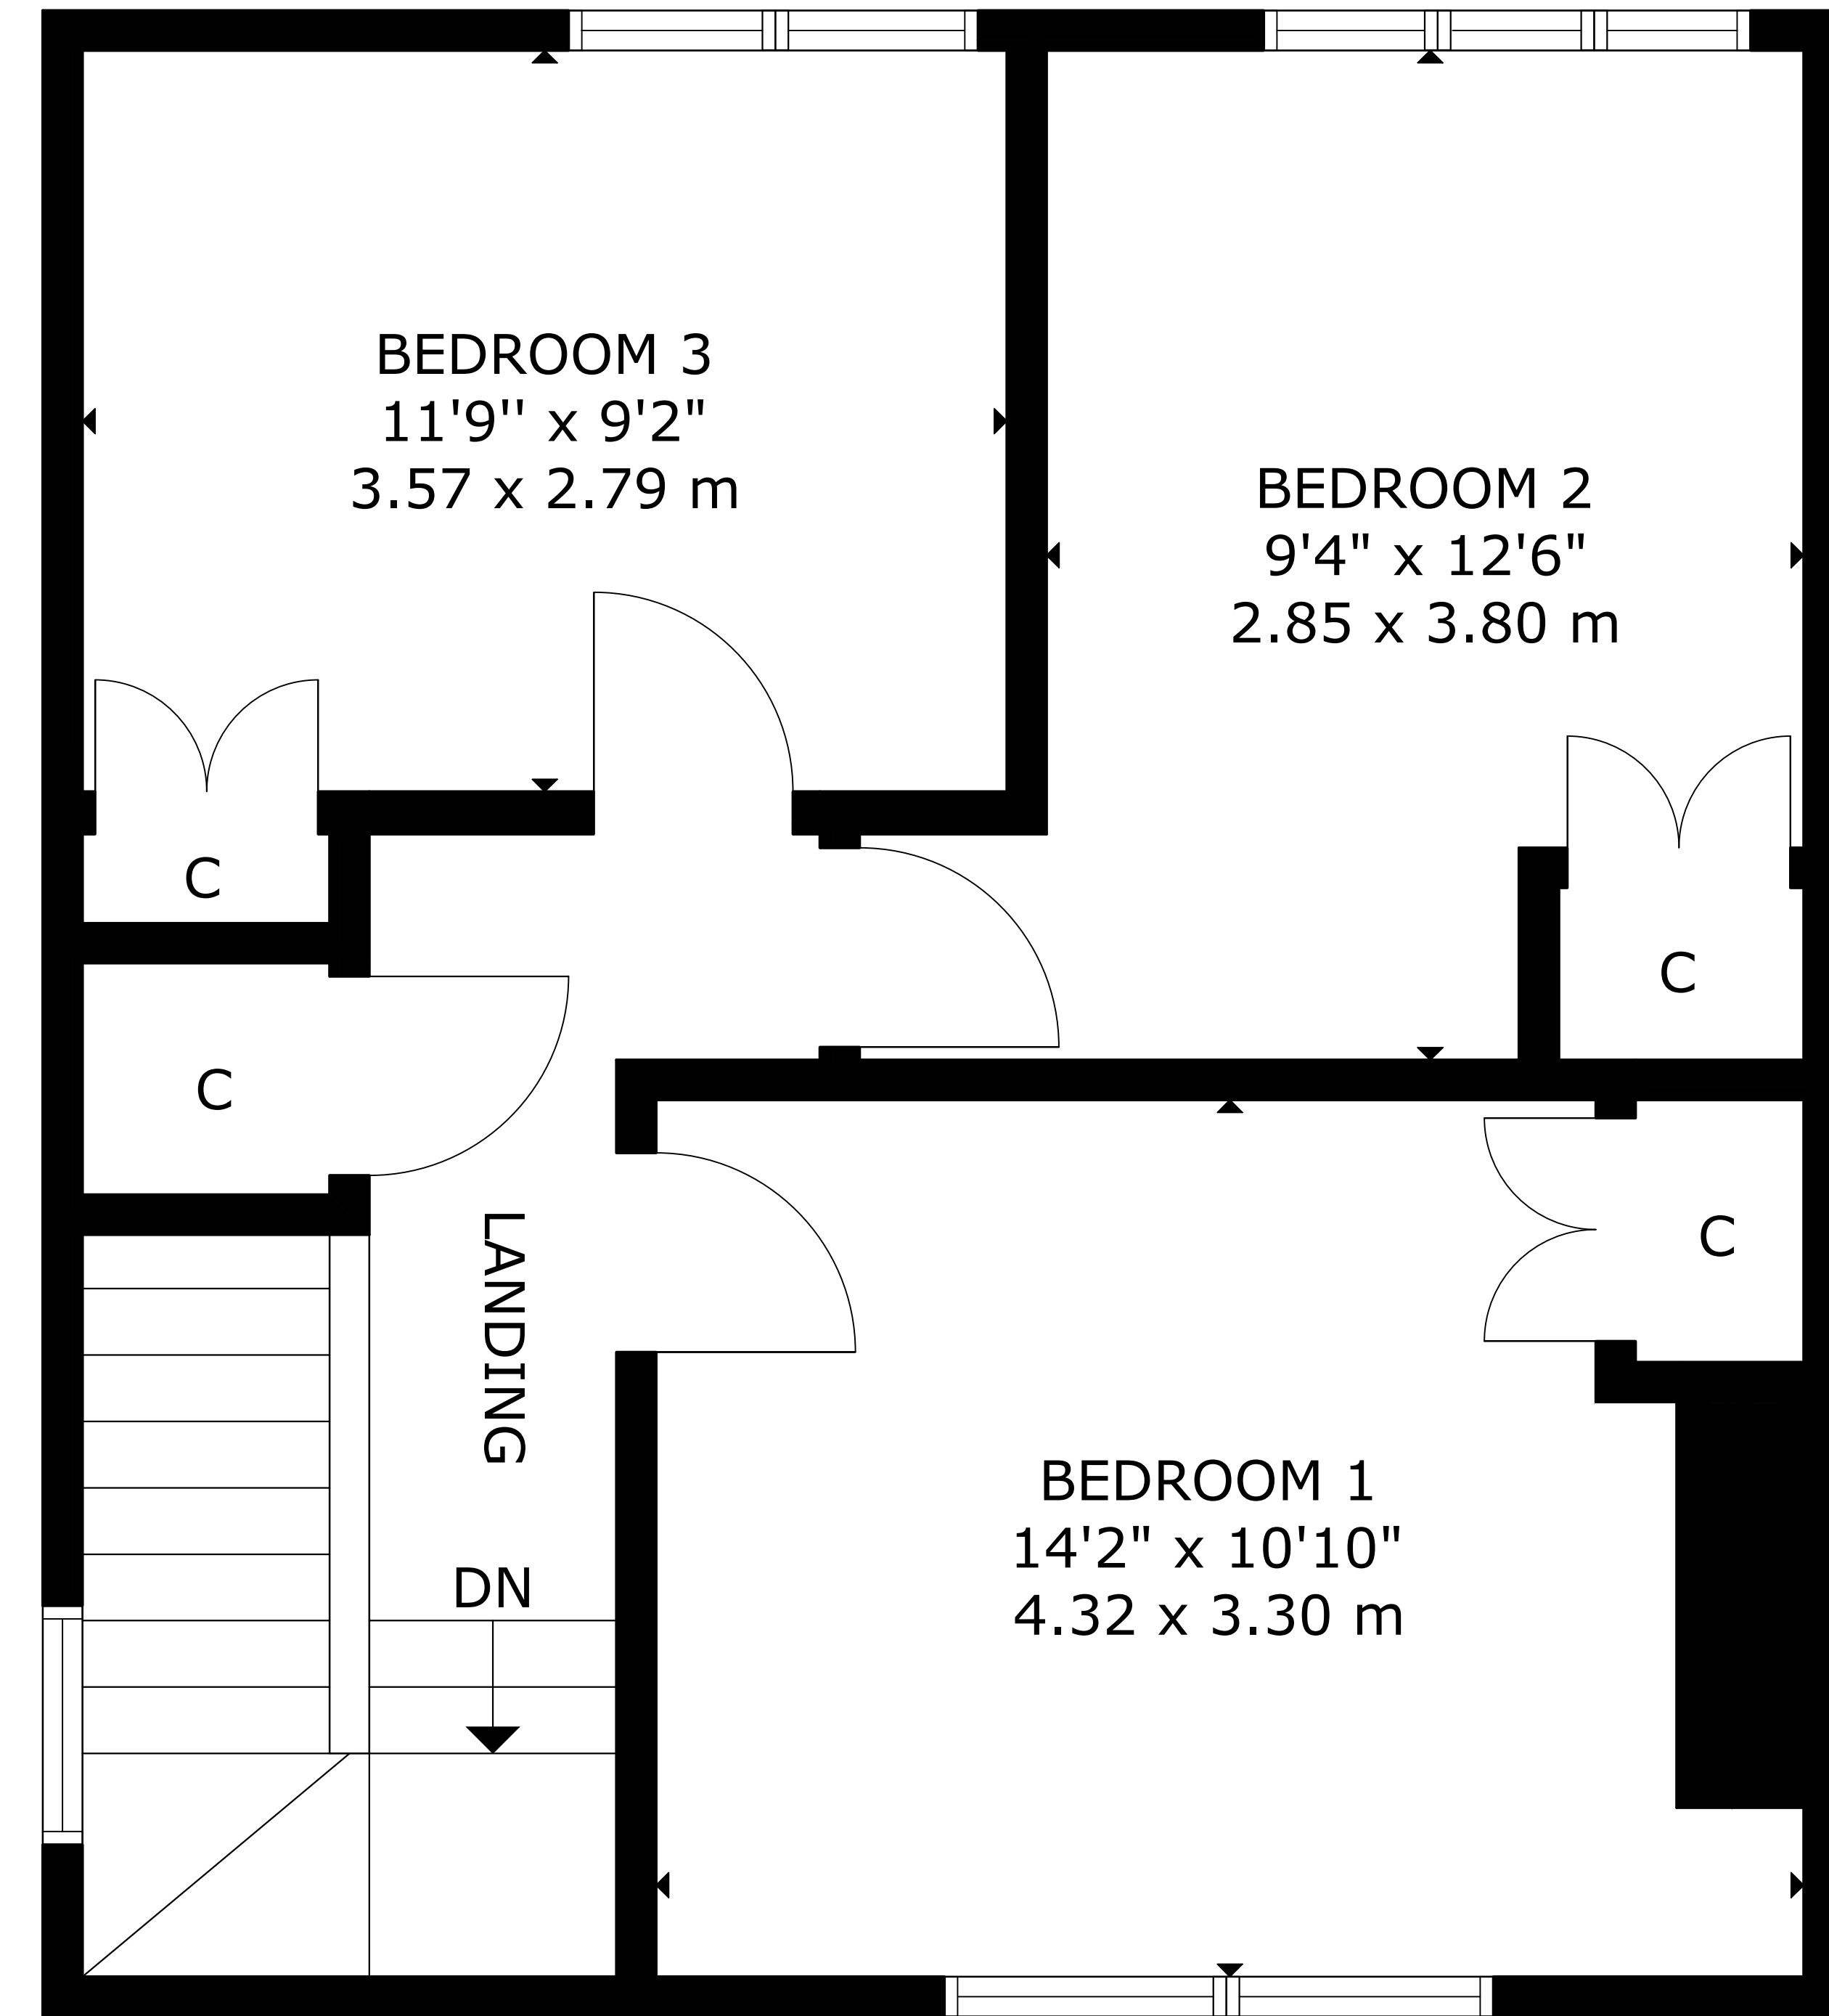 BEDROOM 3
11'9'' x 9'2"
3.57 x 2.79 m
BEDROOM 2
9'4" x 12'6"
2.85 x 3.80 m
C
C
C
C
LANDING
BEDROOM 1
14'2" x 10'10"
4.32 x 3.30 m
DN